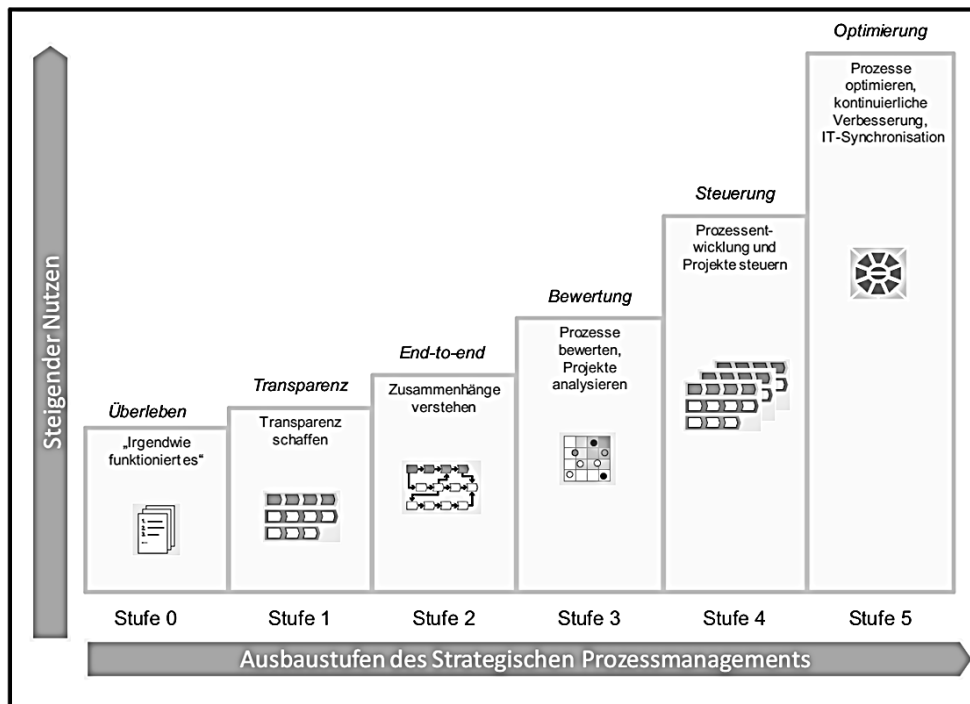 Optimierung
Prozesse
optimieren,
kontinuierliche
Verbesserung,
IT-Synchronisation
Steuerung
Prozessent-
wicklung und
Projekte steuern
Bewertung
Prozesse
bewerten,
Projekte
analysieren
End-to-end
Zusammenhänge
verstehen
Transparenz
Transparenz
schaffen
Überleben
„Irgendwie
funktioniert es“
Steigender Nutzen
Stufe 0
Stufe 1
Stufe 2
Stufe 3
Stufe 4
Stufe 5
Ausbaustufen des Strategischen Prozessmanagements